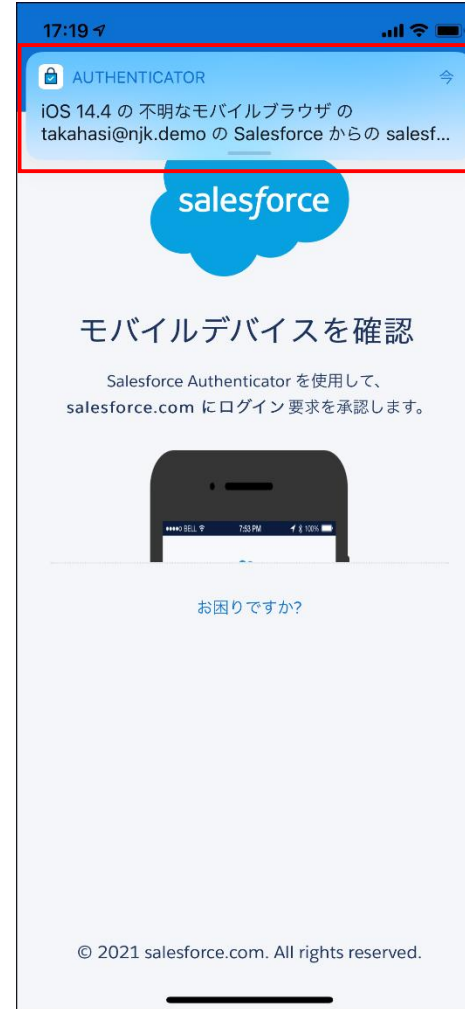 17:19
AUTHENTICATOR 今
iOS 14.4 の 不明なモバイルブラウザ の
takahasi@njk.demo の Salesforce からの salesf...
salesforce
モバイルデバイスを確認
Salesforce Authenticator を使用して、
salesforce.com にログイン 要求を承認します。
BELL 7:53 PM 100%
お困りですか?
© 2021 salesforce.com. All rights reserved.